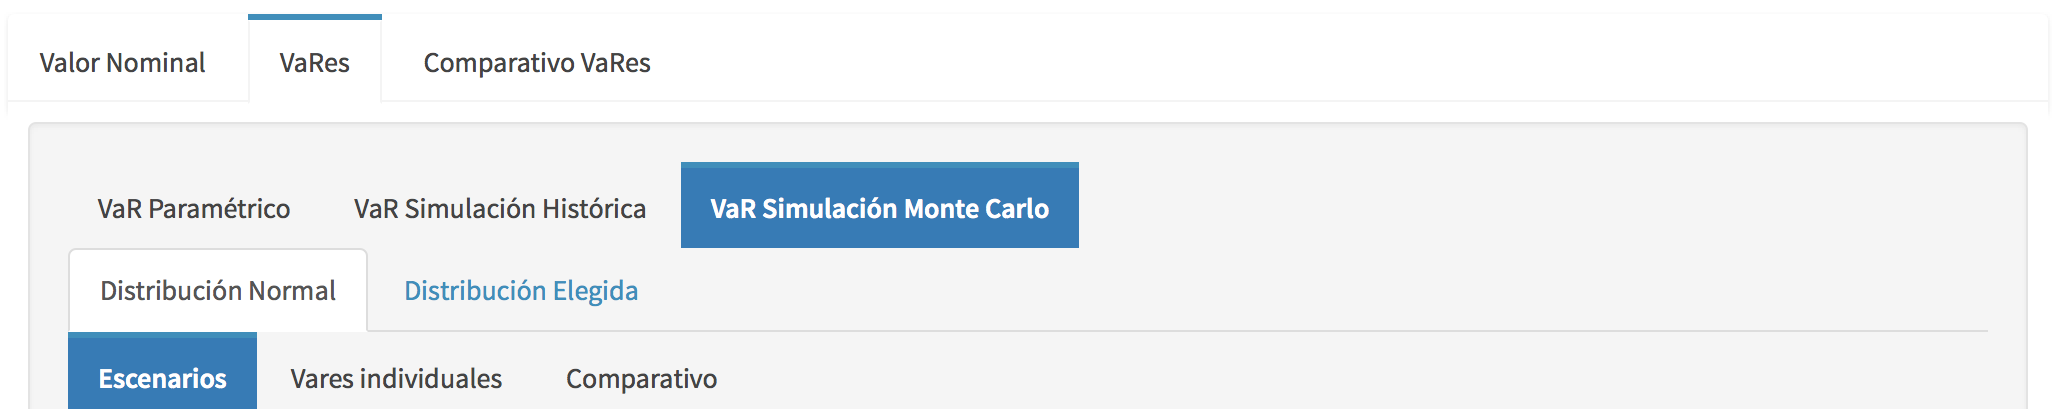 Valor Nominal VaRes Comparativo VaRes
VaR Paramétrico VaR Simulación Histórica VaR Simulación Monte Carlo
Distribución Normal Distribución Elegida
Escenarios Vares individuales Comparativo